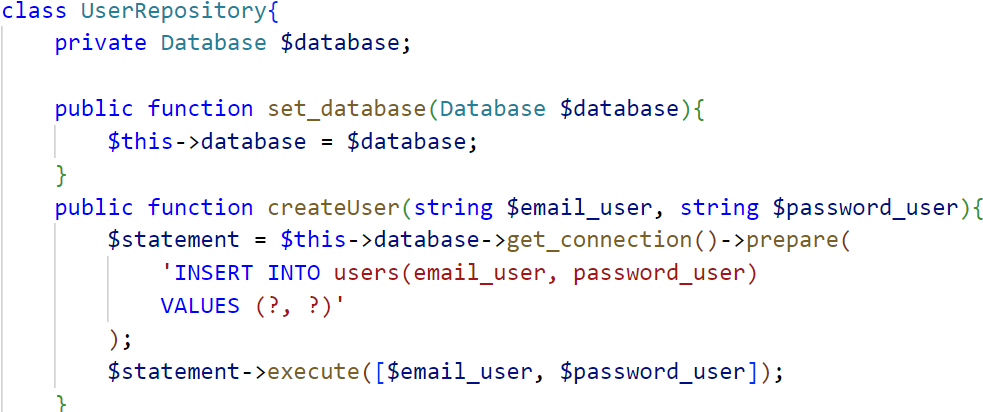 class UserRepository{
    private Database $database;

    public function set_database(Database $database){
        $this->database = $database;
    }
    public function createUser(string $email_user, string $password_user){
        $statement = $this->database->get_connection()->prepare(
            'INSERT INTO users(email_user, password_user)
            VALUES (?, ?)'
        );
        $statement->execute([$email_user, $password_user]);
    }